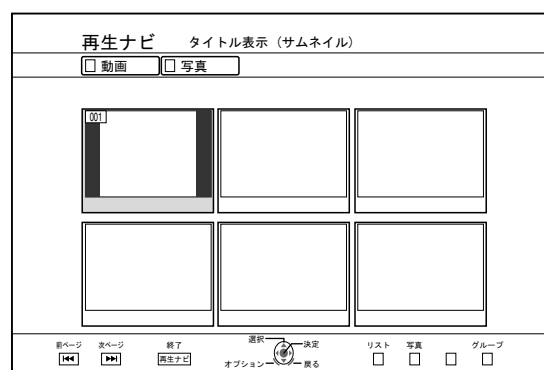 再生ナビ タイトル表示（サムネイル）
動画 写真
001
前ページ 次ページ 終了 選択 決定 リスト 写真 グループ
再生ナビ オプション 戻る